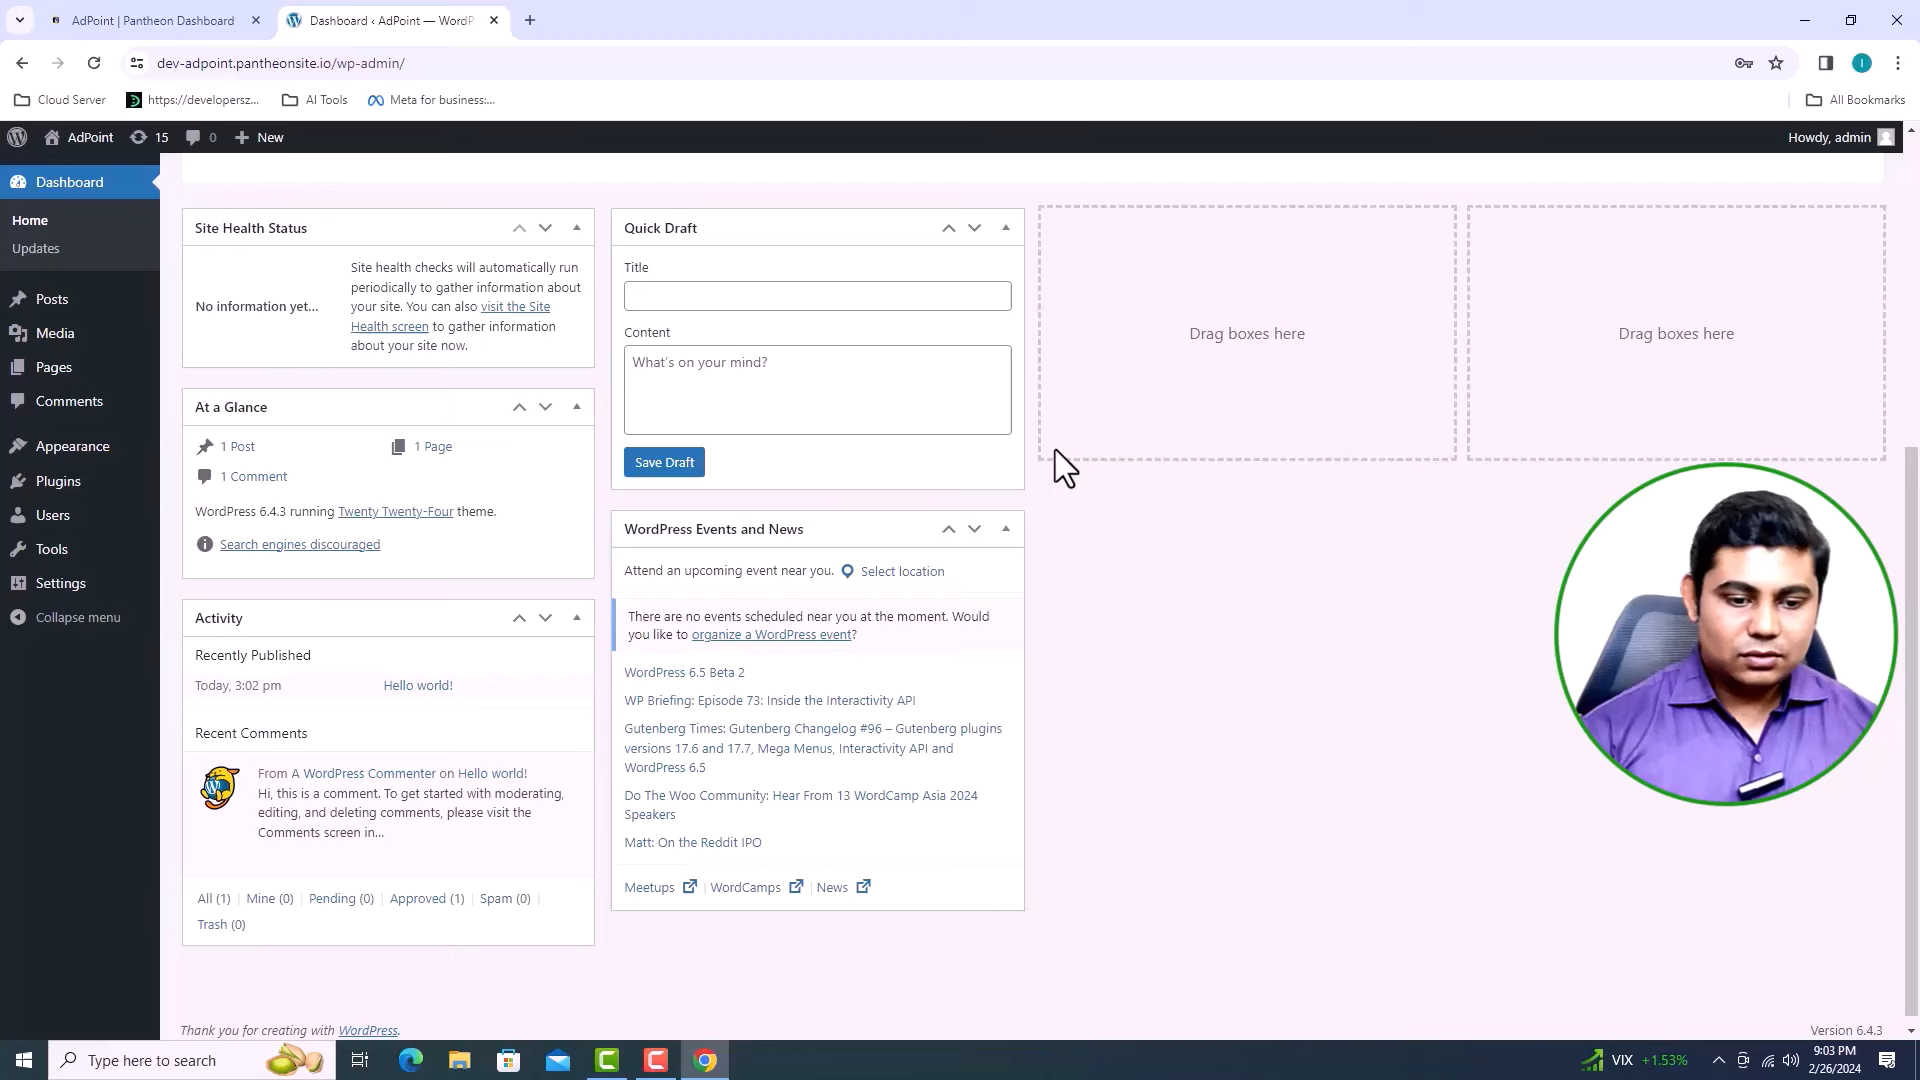 AdPoint | Pantheon Dashboard
Dashboard ‹ AdPoint — WordP
dev-adpoint.pantheonsite.io/wp-admin/
I
Cloud Server
https://developersz...
AI Tools
Meta for business:...
All Bookmarks
AdPoint
15
0
New
Howdy, admin
Dashboard
Home
Updates
Posts
Media
Pages
Comments
Appearance
Plugins
Users
Tools
Settings
Collapse menu
Site Health Status
No information yet...
Site health checks will automatically run
periodically to gather information about
your site. You can also visit the Site
Health screen to gather information
about your site now.
At a Glance
1 Post
1 Page
1 Comment
WordPress 6.4.3 running Twenty Twenty-Four theme.
Search engines discouraged
Activity
Recently Published
Today, 3:02 pm
Hello world!
Recent Comments
From A WordPress Commenter on Hello world!
Hi, this is a comment. To get started with moderating,
editing, and deleting comments, please visit the
Comments screen in...
All (1) | Mine (0) | Pending (0) | Approved (1) | Spam (0) |
Trash (0)
Quick Draft
Title
Content
What's on your mind?
Save Draft
WordPress Events and News
Attend an upcoming event near you. Select location
There are no events scheduled near you at the moment. Would
you like to organize a WordPress event?
WordPress 6.5 Beta 2
WP Briefing: Episode 73: Inside the Interactivity API
Gutenberg Times: Gutenberg Changelog #96 – Gutenberg plugins
versions 17.6 and 17.7, Mega Menus, Interactivity API and
WordPress 6.5
Do The Woo Community: Hear From 13 WordCamp Asia 2024
Speakers
Matt: On the Reddit IPO
Meetups | WordCamps | News
Drag boxes here
Drag boxes here
Thank you for creating with WordPress.
Version 6.4.3
Type here to search
VIX +1.53%
9:03 PM
2/26/2024